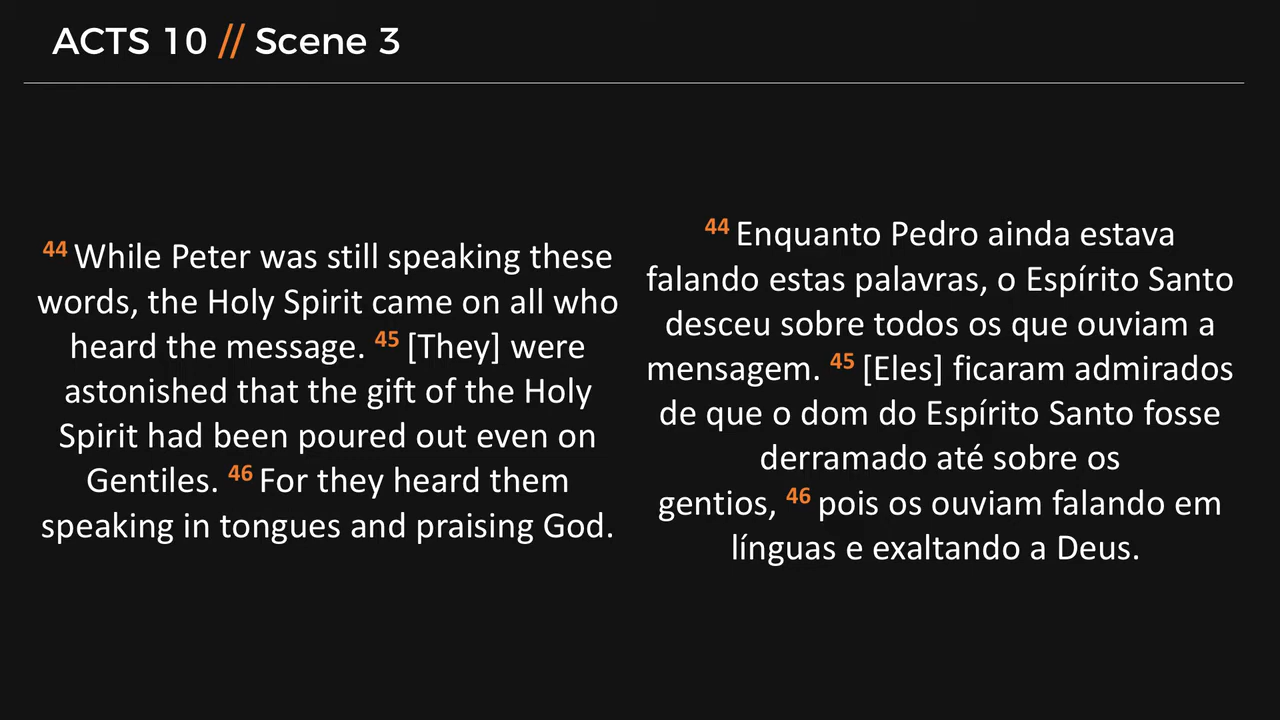 ACTS 10 // Scene 3
44 While Peter was still speaking these
words, the Holy Spirit came on all who
heard the message. 45 [They] were
astonished that the gift of the Holy
Spirit had been poured out even on
Gentiles. 46 For they heard them
speaking in tongues and praising God.
44 Enquanto Pedro ainda estava
falando estas palavras, o Espírito Santo
desceu sobre todos os que ouviam a
mensagem. 45 [Eles] ficaram admirados
de que o dom do Espírito Santo fosse
derramado até sobre os
gentios, 46 pois os ouviam falando em
línguas e exaltando a Deus.